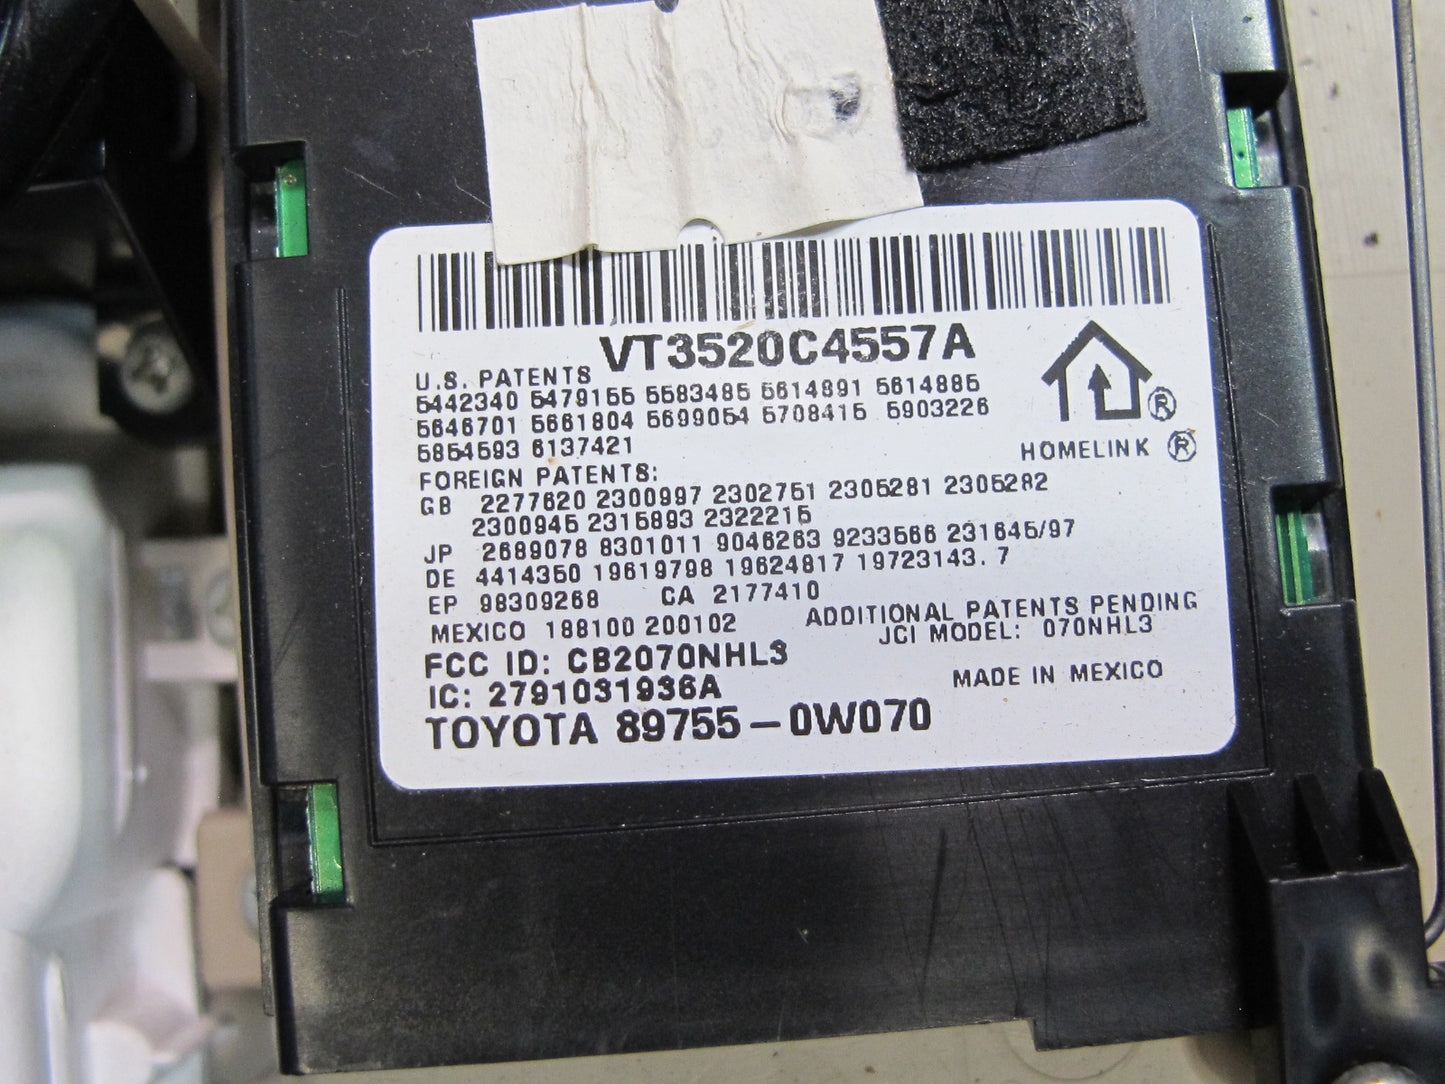 VT3520C4557A
U.S. PATENTS
5442340 5479155 5583485 5614891 5614885
5646701 5661804 5699054 5708415 5903226
5854593 6137421
HOMELINK ®
®
FOREIGN PATENTS:
GB 2277620 2300997 2302751 2305281 2305282
2300945 2315893 2322215
JP 2689078 8301011 9046263 9233566 231645/97
DE 4414350 19619798 19624817 19723143.7
EP 98309268 CA 2177410
MEXICO 188100 200102
ADDITIONAL PATENTS PENDING
JCI MODEL: 070NHL3
FCC ID: CB2070NHL3
IC: 2791031936A
MADE IN MEXICO
TOYOTA 89755-0W070